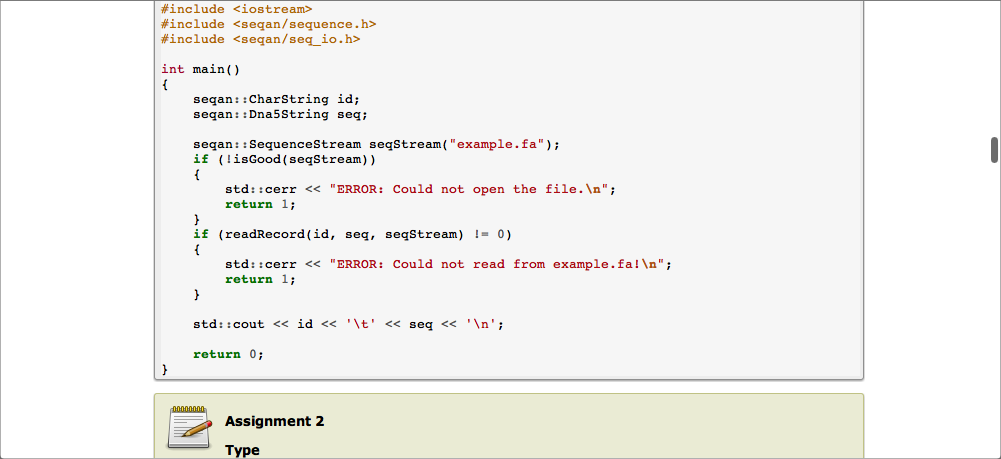 #include <iostream>
#include <seqan/sequence.h>
#include <seqan/seq_io.h>
int main()
{
    seqan::CharString id;
    seqan::Dna5String seq;
    seqan::SequenceStream seqStream("example.fa");
    if (!isGood(seqStream))
    {
        std::cerr << "ERROR: Could not open the file.\n";
        return 1;
    }
    if (readRecord(id, seq, seqStream) != 0)
    {
        std::cerr << "ERROR: Could not read from example.fa!\n";
        return 1;
    }
    std::cout << id << '\t' << seq << '\n';
    return 0;
}
Assignment 2
Type